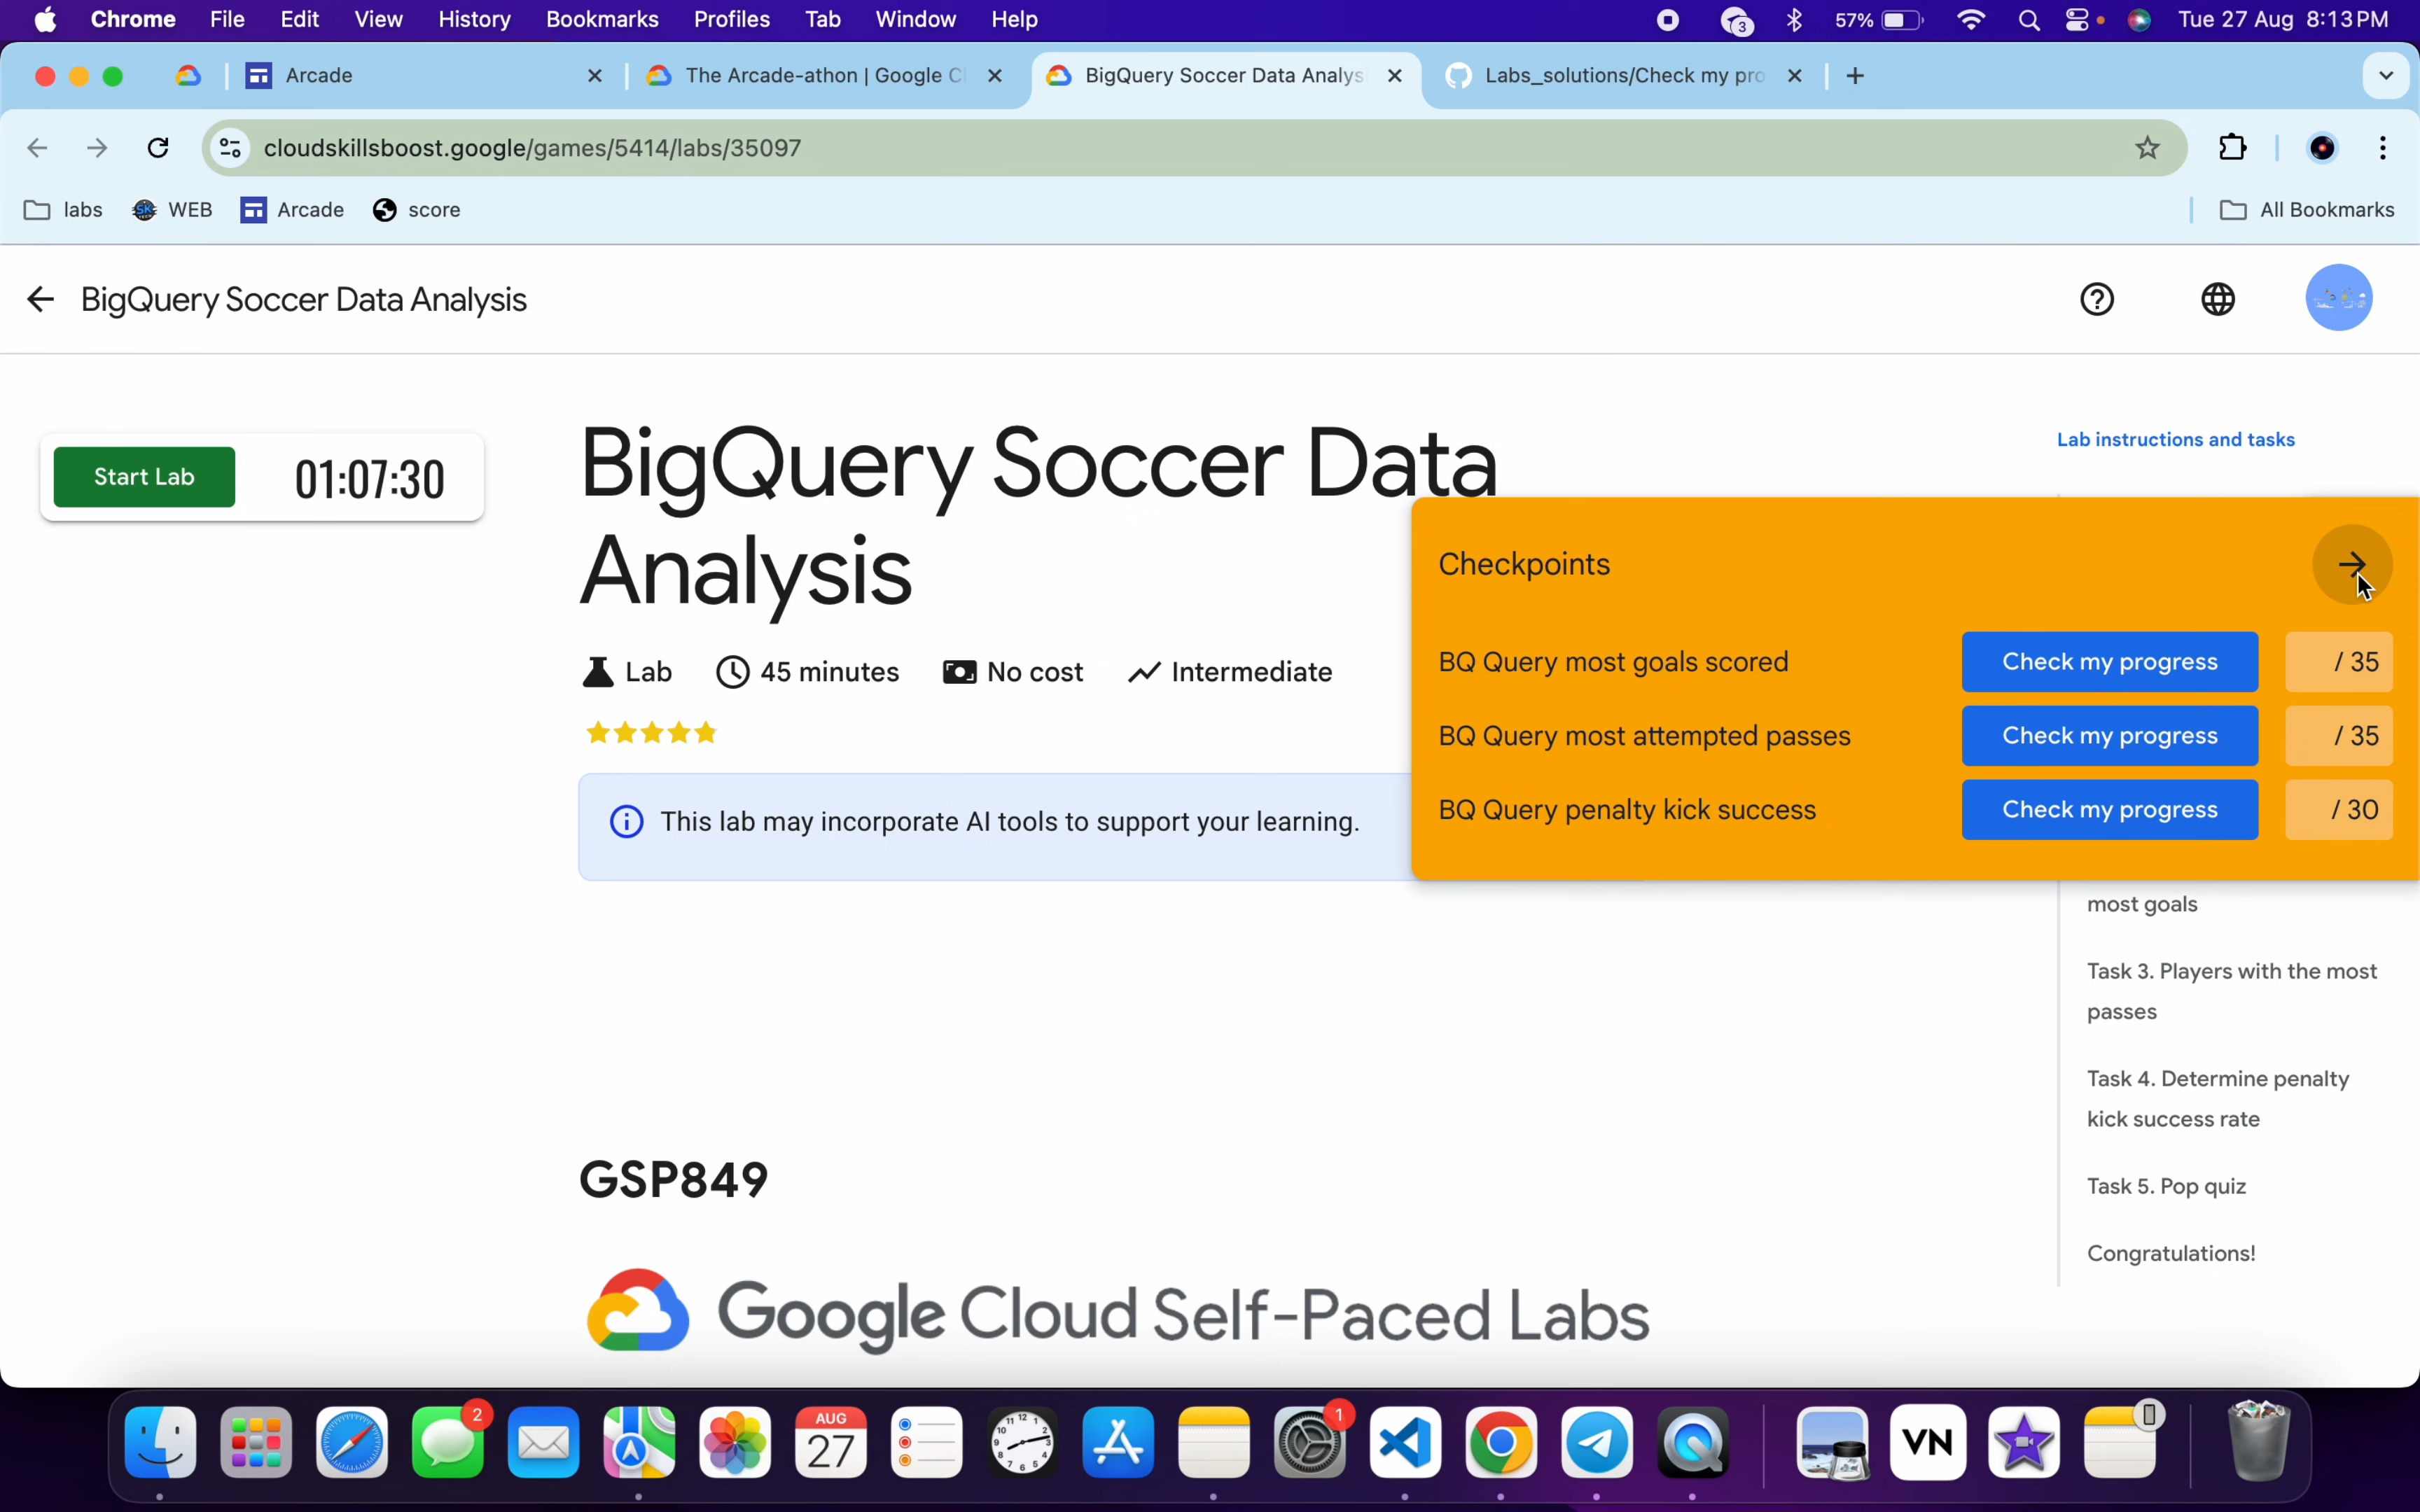 Chrome File Edit View History Bookmarks Profiles Tab Window Help 3 57% Tue 27 Aug 8:13 PM
Arcade The Arcade-athon | Google Cl BigQuery Soccer Data Analys Labs_solutions/Check my pro
cloudskillsboost.google/games/5414/labs/35097
labs SK WEB Arcade score All Bookmarks
BigQuery Soccer Data Analysis
Start Lab 01:07:30
BigQuery Soccer Data
Analysis
Lab 45 minutes No cost Intermediate
This lab may incorporate AI tools to support your learning.
GSP849
Google Cloud Self-Paced Labs
Lab instructions and tasks
Checkpoints
BQ Query most goals scored Check my progress / 35
BQ Query most attempted passes Check my progress / 35
BQ Query penalty kick success Check my progress / 30
most goals
Task 3. Players with the most
passes
Task 4. Determine penalty
kick success rate
Task 5. Pop quiz
Congratulations!
2 AUG 27 1 VN